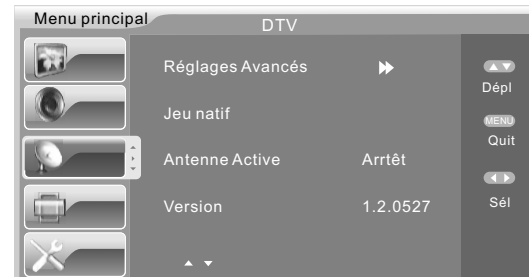 Menu principal
DTV
Réglages Avancés
Jeu natif
Antenne Active Arrtêt
Version 1.2.0527
Dépl
MENU
Quit
Sél